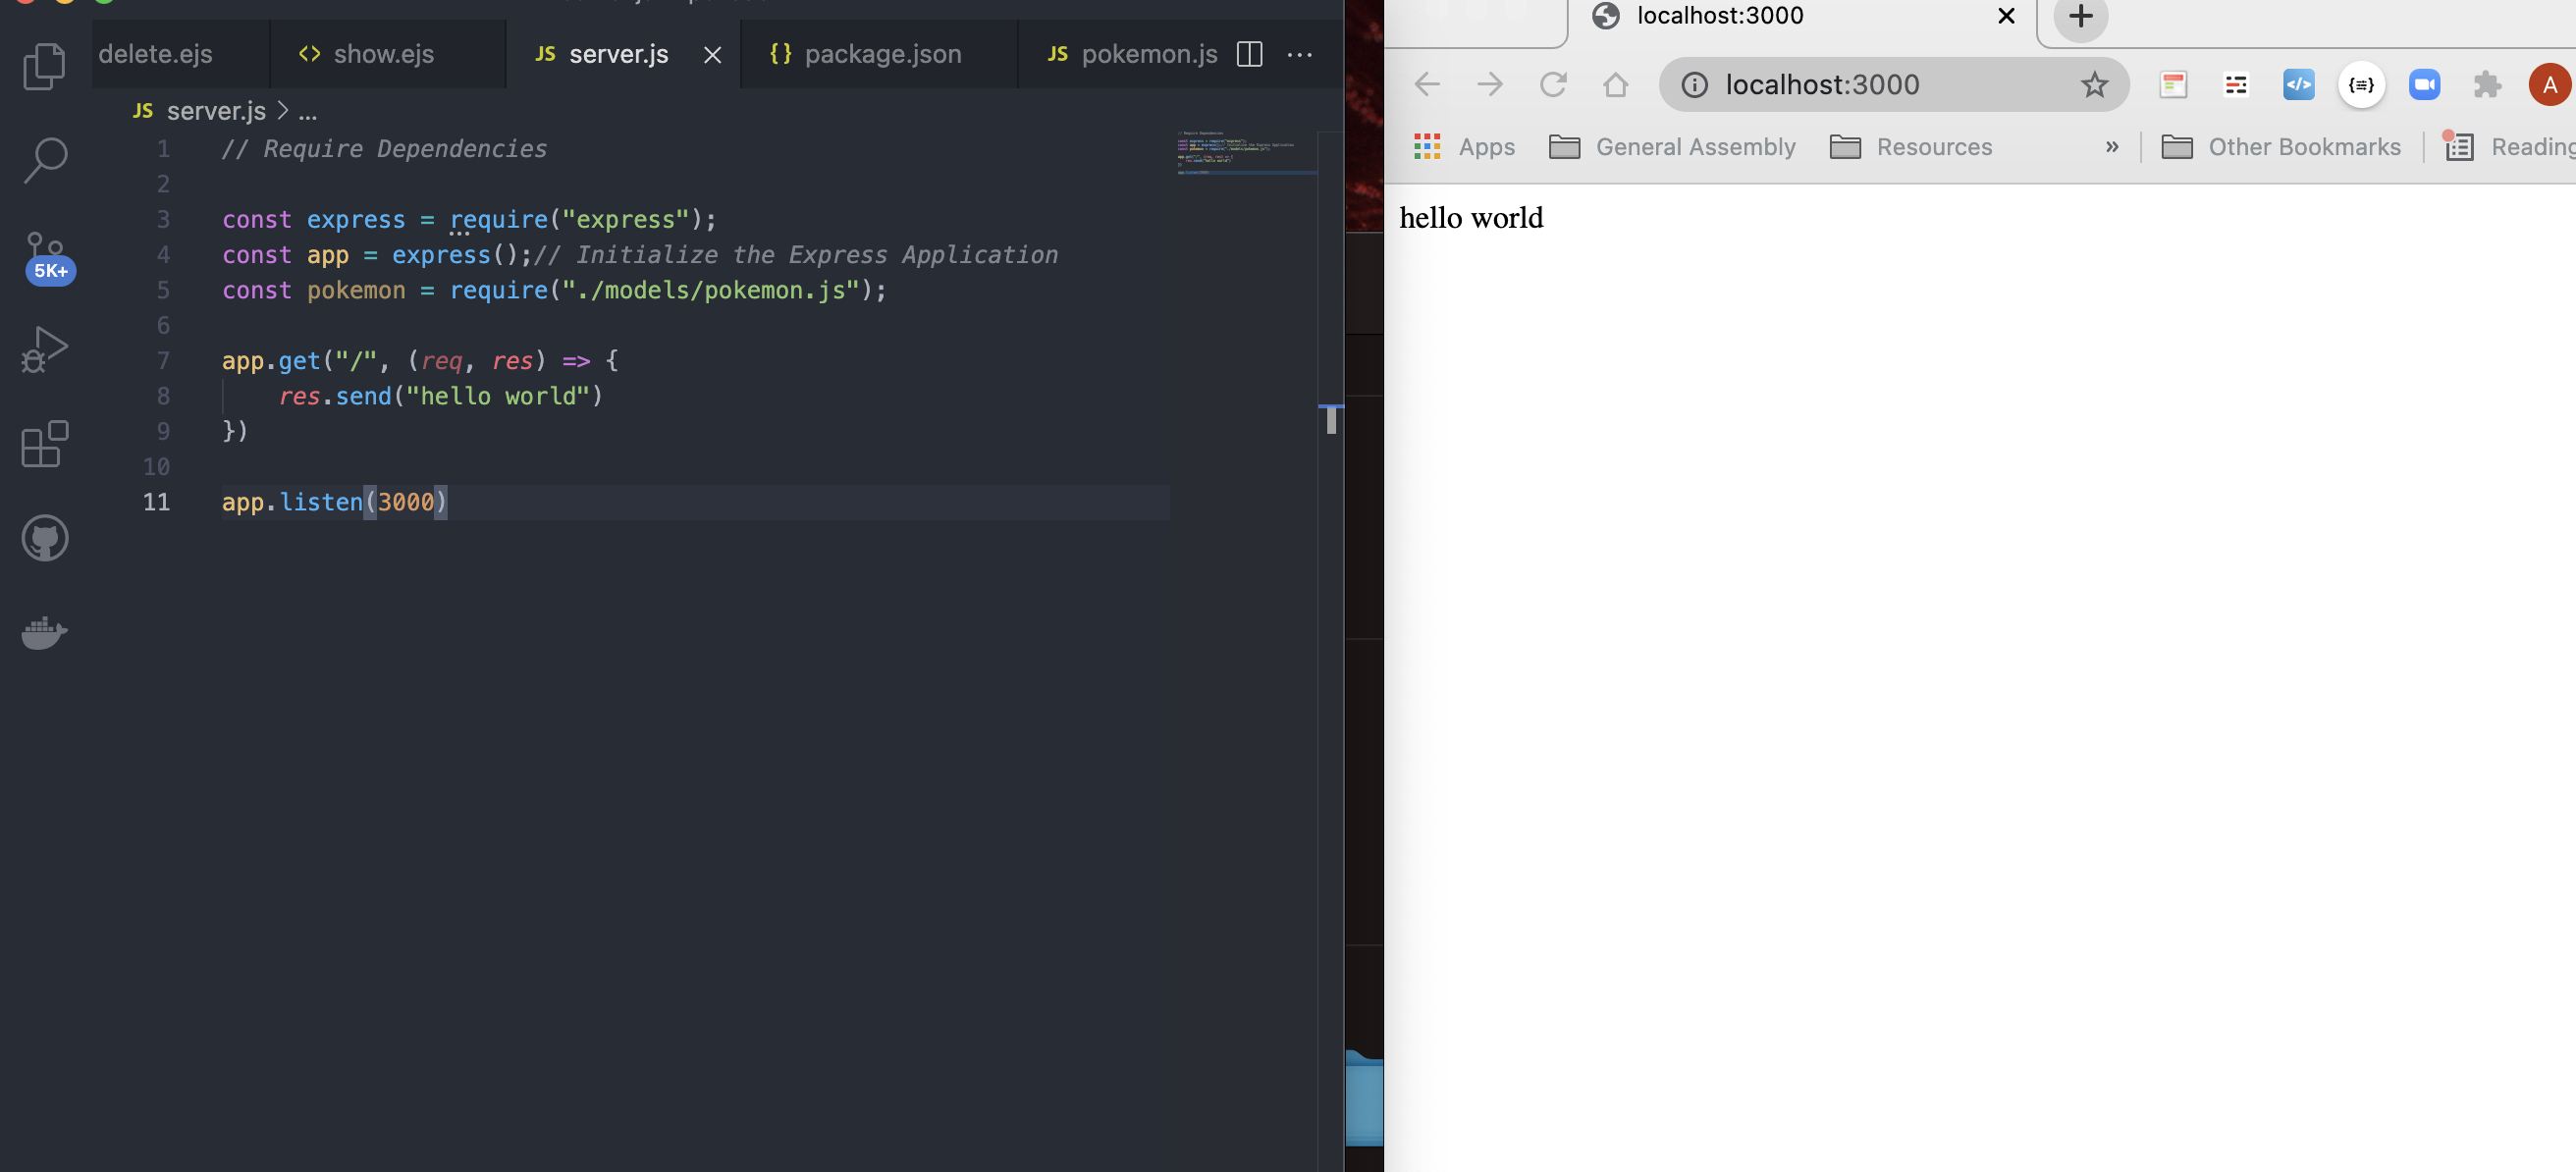 delete.ejs
<> show.ejs
JS server.js
{} package.json
JS pokemon.js
JS server.js > ...
5K+
1 // Require Dependencies
2
3 const express = require("express");
4 const app = express();// Initialize the Express Application
5 const pokemon = require("./models/pokemon.js");
6
7 app.get("/", (req, res) => {
8 res.send("hello world")
9 })
10
11 app.listen(3000)
localhost:3000
localhost:3000
A
Apps
General Assembly
Resources
»
Other Bookmarks
Reading
hello world